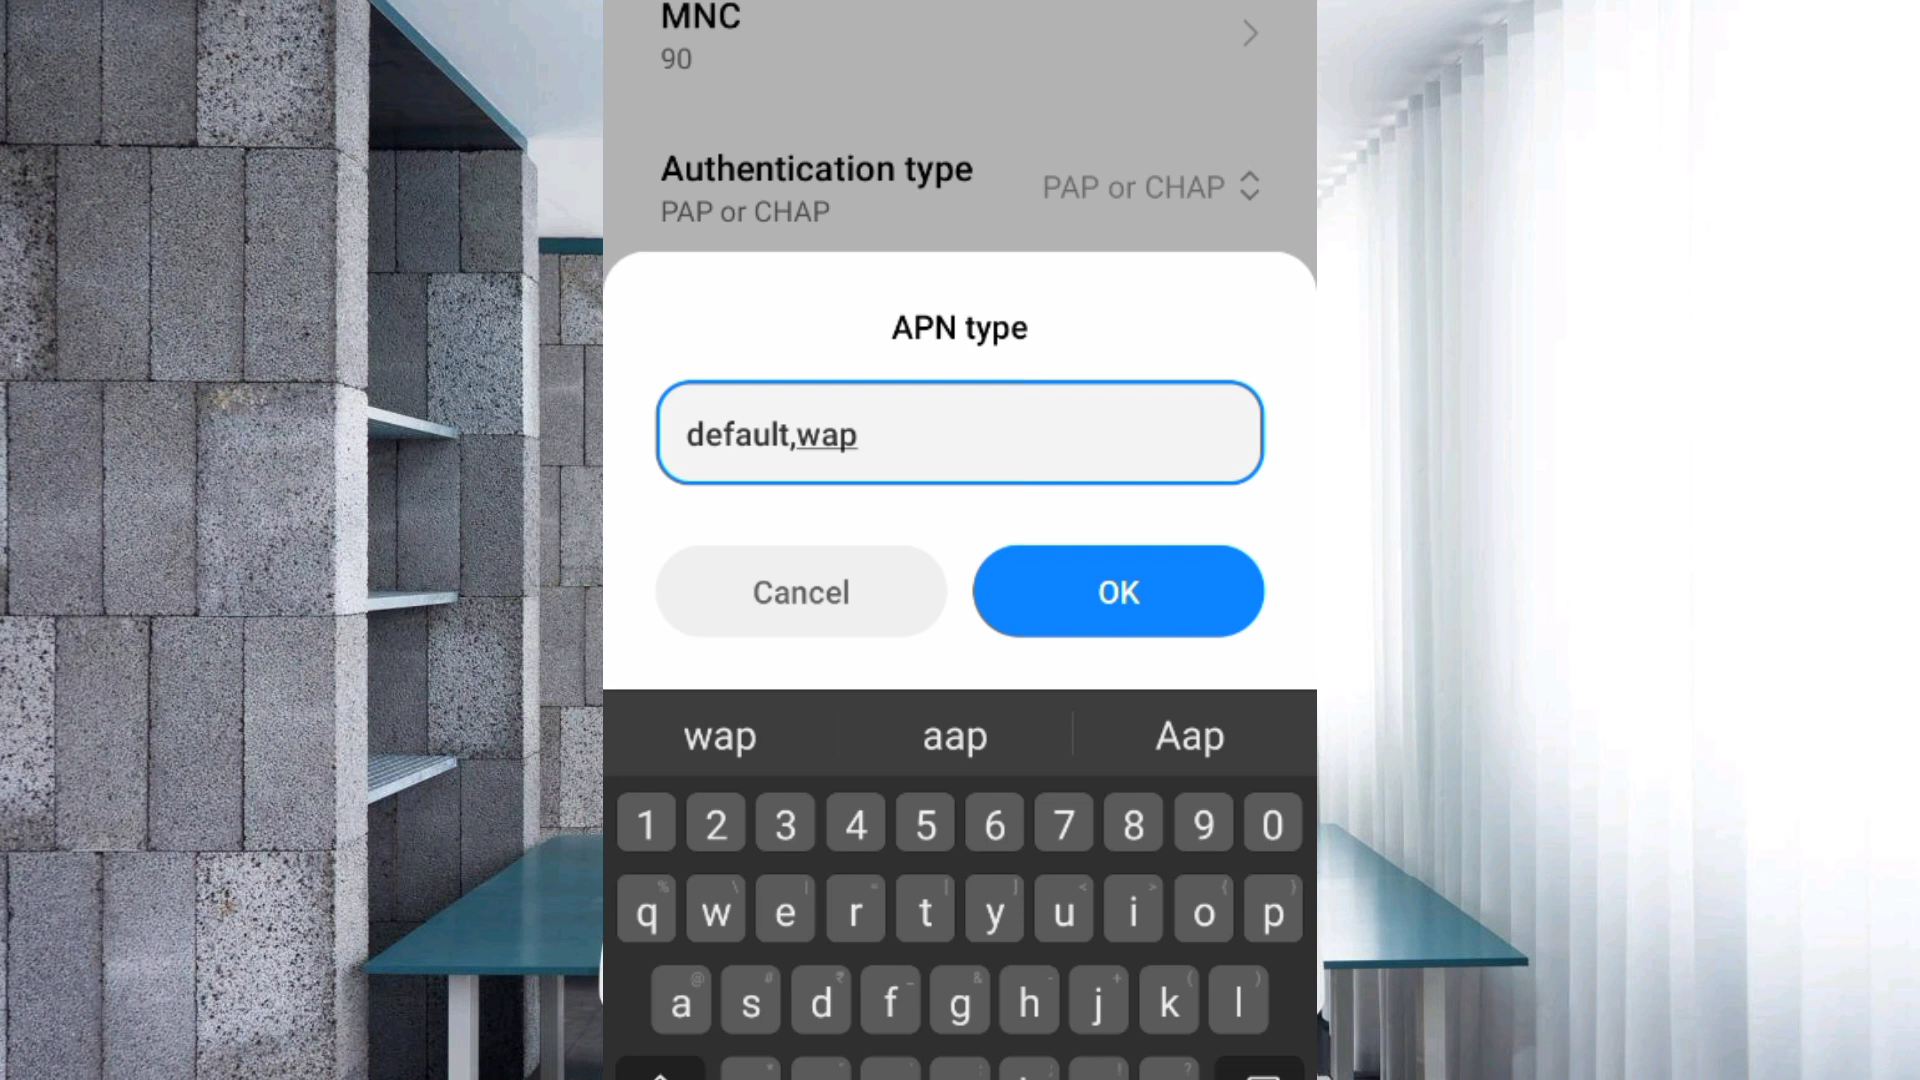 MNC
90
Authentication type
PAP or CHAP
PAP or CHAP
APN type
default,wap
Cancel
OK
wap aap Aap
1 2 3 4 5 6 7 8 9 0
q w e r t y u i o p
a s d f g h j k l